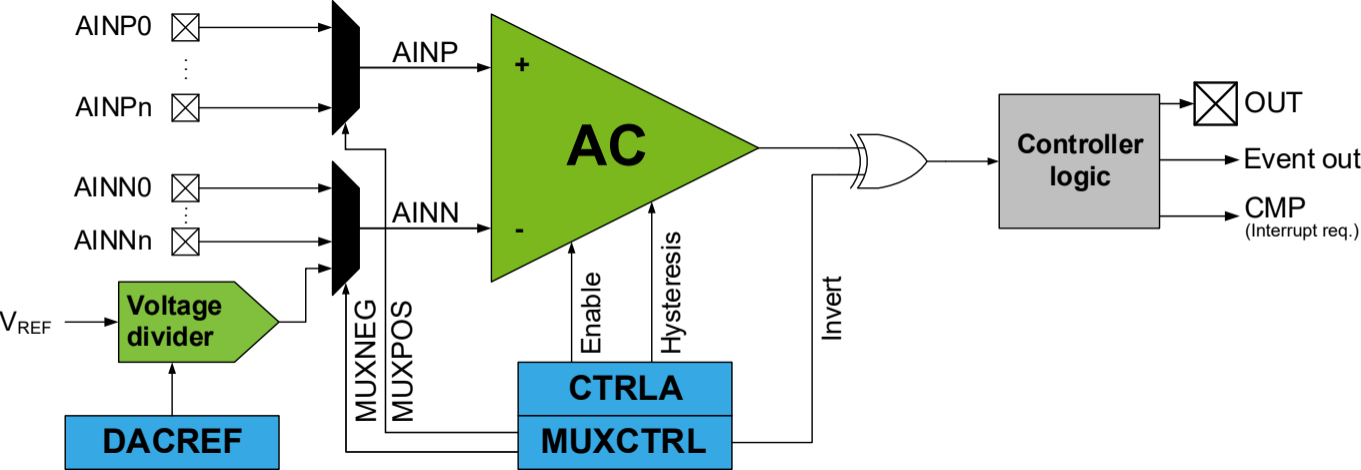 AINP0
AINPn
AINN0
AINNn
VREF
Voltage
divider
DACREF
AINP
AINN
MUXNEG
MUXPOS
+
AC
-
Enable
Hysteresis
CTRLA
MUXCTRL
Invert
Controller
logic
OUT
Event out
CMP
(Interrupt req.)